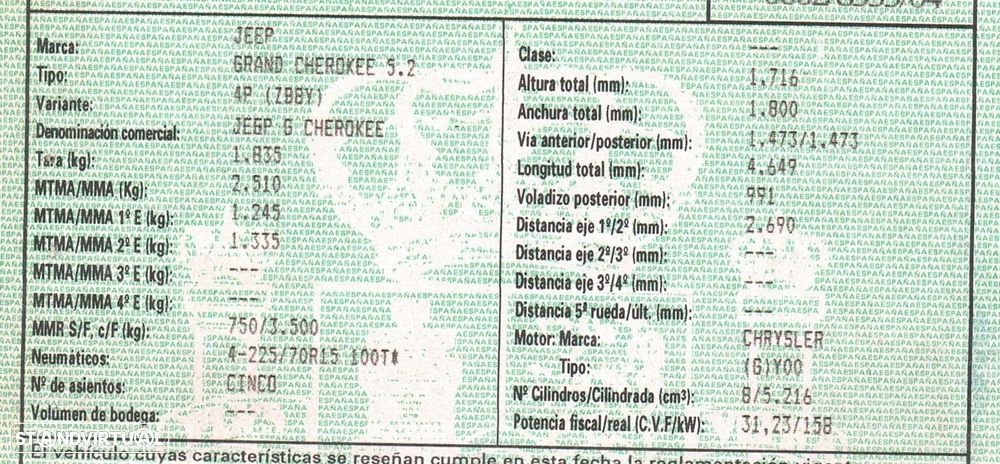 Marca: JEEP
Tipo: GRAND CHEROKEE 5.2
Variante: 4P (ZBBY)
Denominación comercial: JEEP G CHEROKEE
Tara (kg): 1.835
MTMA/MMA (Kg): 2.510
MTMA/MMA 1º E (kg): 1.245
MTMA/MMA 2º E (kg): 1.335
MTMA/MMA 3º E (kg): ---
MTMA/MMA 4º E (kg): ---
MMR S/F, c/F (kg): 750/3.500
Neumáticos: 4-225/70R15 100T*
Nº de asientos: CINCO
Volumen de bodega: ---
Clase: ---
Altura total (mm): 1.716
Anchura total (mm): 1.800
Vía anterior/posterior (mm): 1.473/1.473
Longitud total (mm): 4.649
Voladizo posterior (mm): 991
Distancia eje 1º/2º (mm): 2.690
Distancia eje 2º/3º (mm): ---
Distancia eje 3º/4º (mm): ---
Distancia 5ª rueda/últ. (mm): ---
Motor: Marca: CHRYSLER
Tipo: (G)Y00
Nº Cilindros/Cilindrada (cm³): 8/5.216
Potencia fiscal/real (C.V.F/kW): 31,23/158
El vehículo cuyas características se reseñan cumple en esta fecha la reglamentación
STANDVIRTUAL